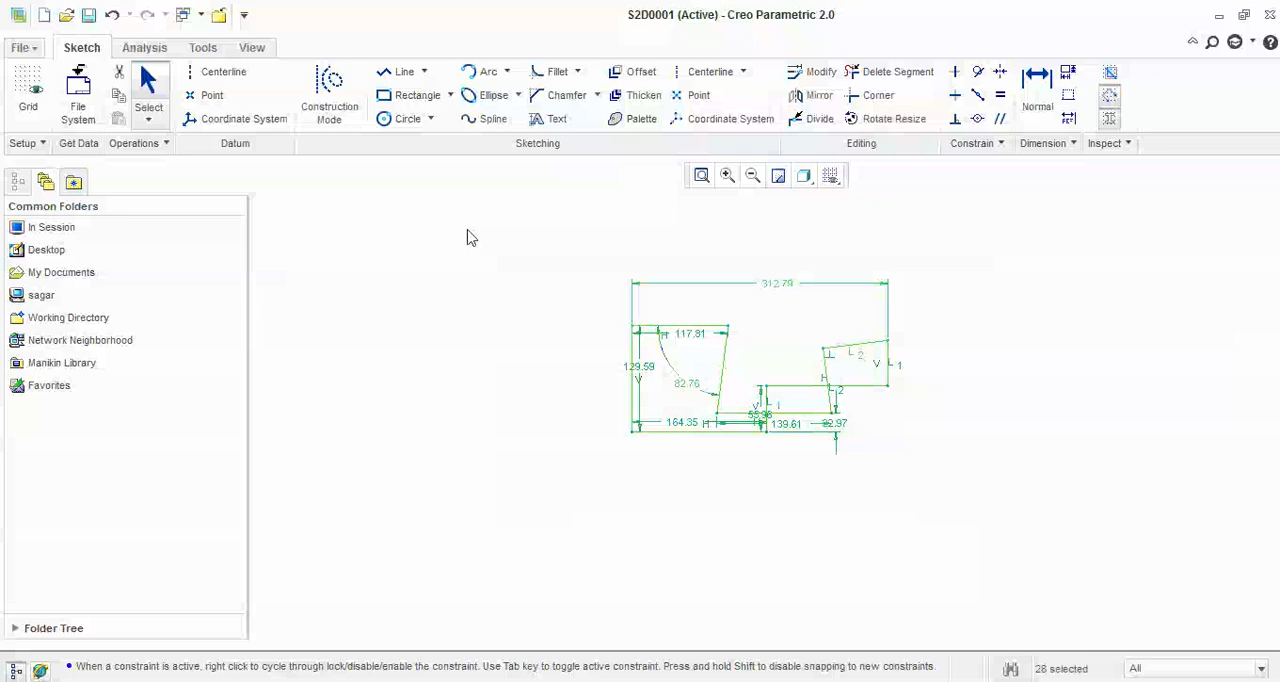 S2D0001 (Active) - Creo Parametric 2.0
File Sketch Analysis Tools View
Grid
File System
Select
Centerline
Point
Coordinate System
Construction Mode
Line Arc Fillet Offset Centerline Modify Delete Segment
Rectangle Ellipse Chamfer Thicken Point Mirror Corner
Circle Spline Text Palette Coordinate System Divide Rotate Resize
Normal
Setup Get Data Operations Datum Sketching Editing Constrain Dimension Inspect
Common Folders
In Session
Desktop
My Documents
sagar
Working Directory
Network Neighborhood
Manikin Library
Favorites
Folder Tree
312.79
H 117.81
129.59
V
82.76
L 2
V L 1
H
L 2
V L 1
164.35 H
139.61
When a constraint is active, right click to cycle through lock/disable/enable the constraint. Use Tab key to toggle active constraint. Press and hold Shift to disable snapping to new constraints.
28 selected
All